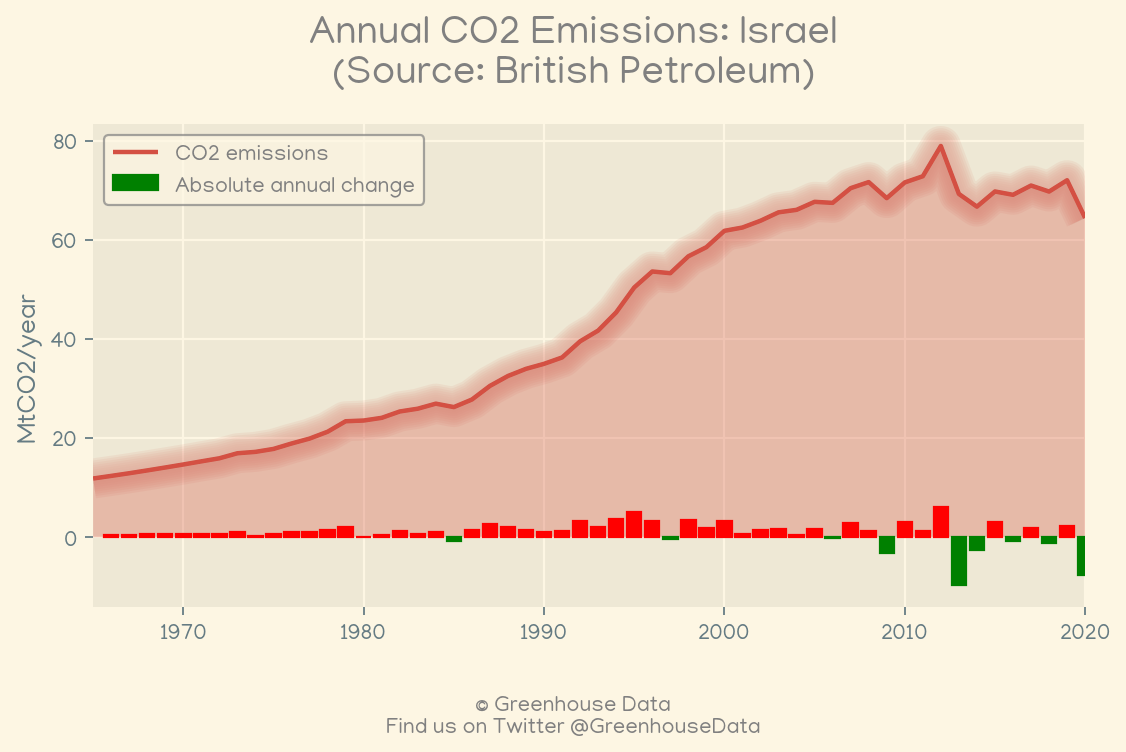 Annual CO2 Emissions: Israel
(Source: British Petroleum)
CO2 emissions
Absolute annual change
MtCO2/year
80
60
40
20
0
1970 1980 1990 2000 2010 2020
© Greenhouse Data
Find us on Twitter @GreenhouseData